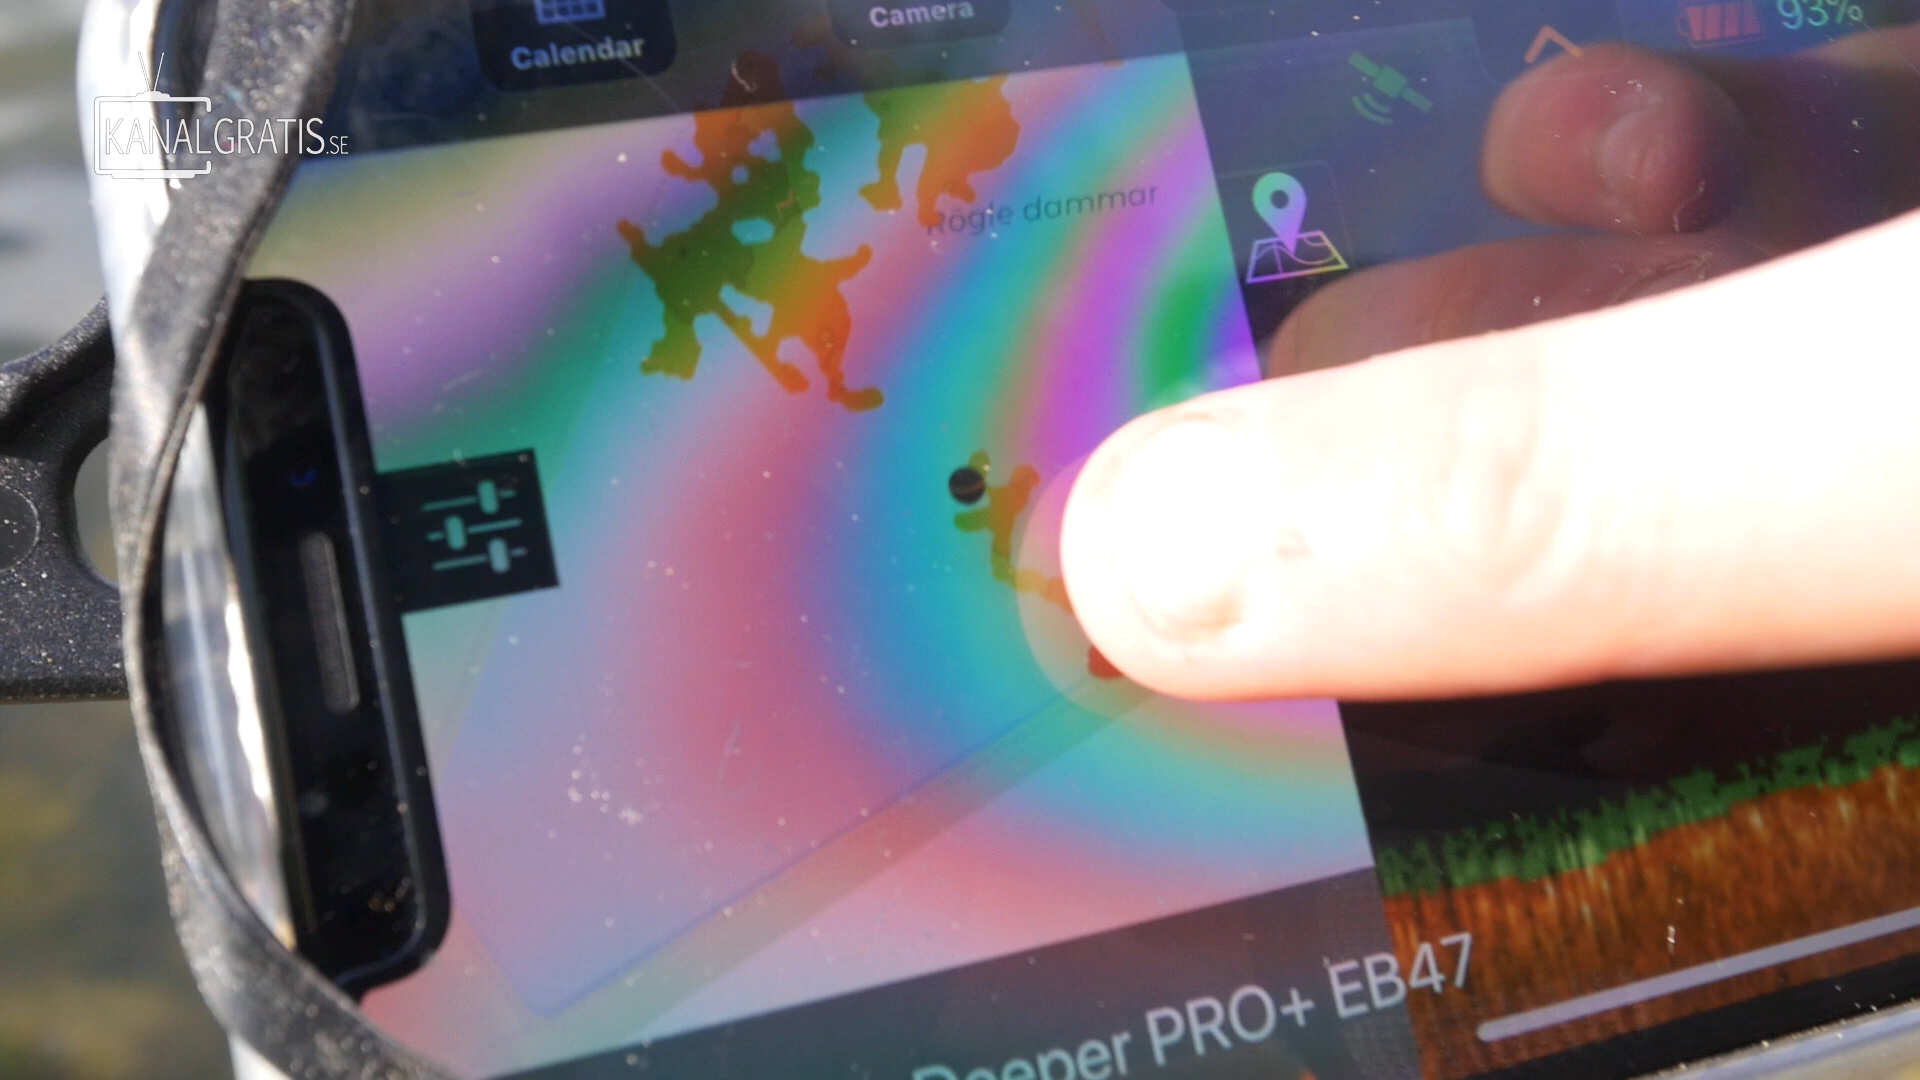 Calendar
Camera
93%
KANALGRATIS.SE
Rögle dammar
Deeper PRO+ EB47